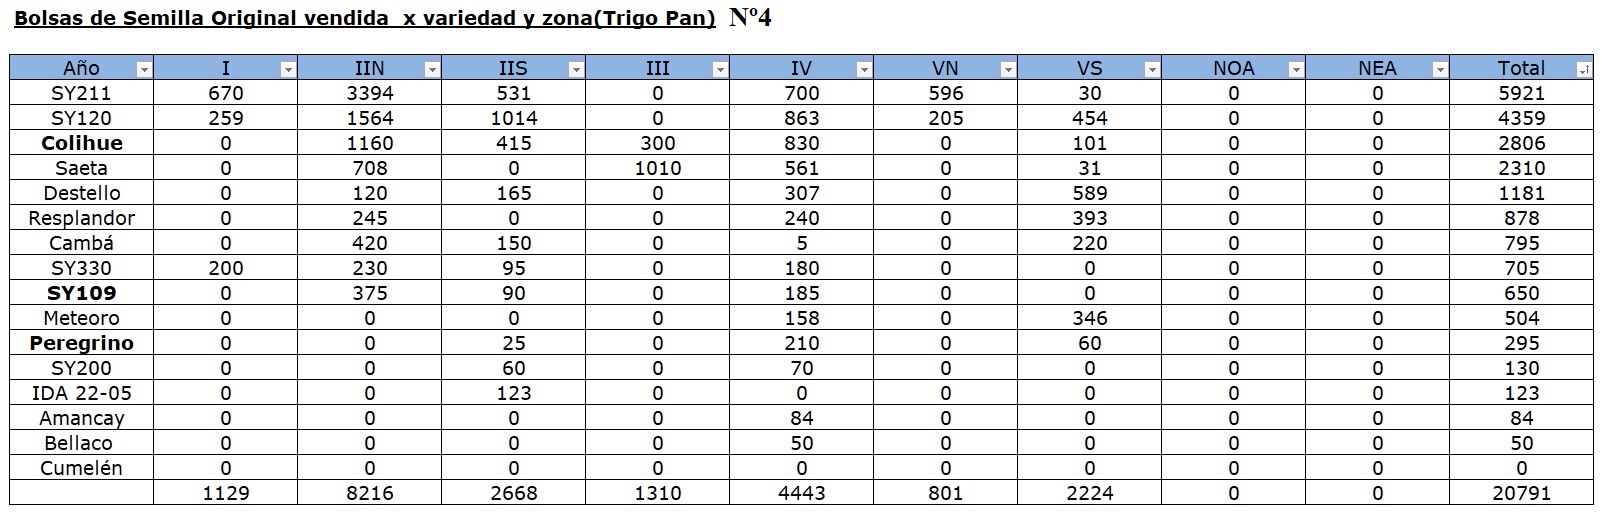 Bolsas de Semilla Original vendida x variedad y zona(Trigo Pan) Nº4
Año I IIN IIS III IV VN VS NOA NEA Total
SY211 670 3394 531 0 700 596 30 0 0 5921
SY120 259 1564 1014 0 863 205 454 0 0 4359
Colihue 0 1160 415 300 830 0 101 0 0 2806
Saeta 0 708 0 1010 561 0 31 0 0 2310
Destello 0 120 165 0 307 0 589 0 0 1181
Resplandor 0 245 0 0 240 0 393 0 0 878
Cambá 0 420 150 0 5 0 220 0 0 795
SY330 200 230 95 0 180 0 0 0 0 705
SY109 0 375 90 0 185 0 0 0 0 650
Meteoro 0 0 0 0 158 0 346 0 0 504
Peregrino 0 0 25 0 210 0 60 0 0 295
SY200 0 0 60 0 70 0 0 0 0 130
IDA 22-05 0 0 123 0 0 0 0 0 0 123
Amancay 0 0 0 0 84 0 0 0 0 84
Bellaco 0 0 0 0 50 0 0 0 0 50
Cumelén 0 0 0 0 0 0 0 0 0 0
1129 8216 2668 1310 4443 801 2224 0 0 20791